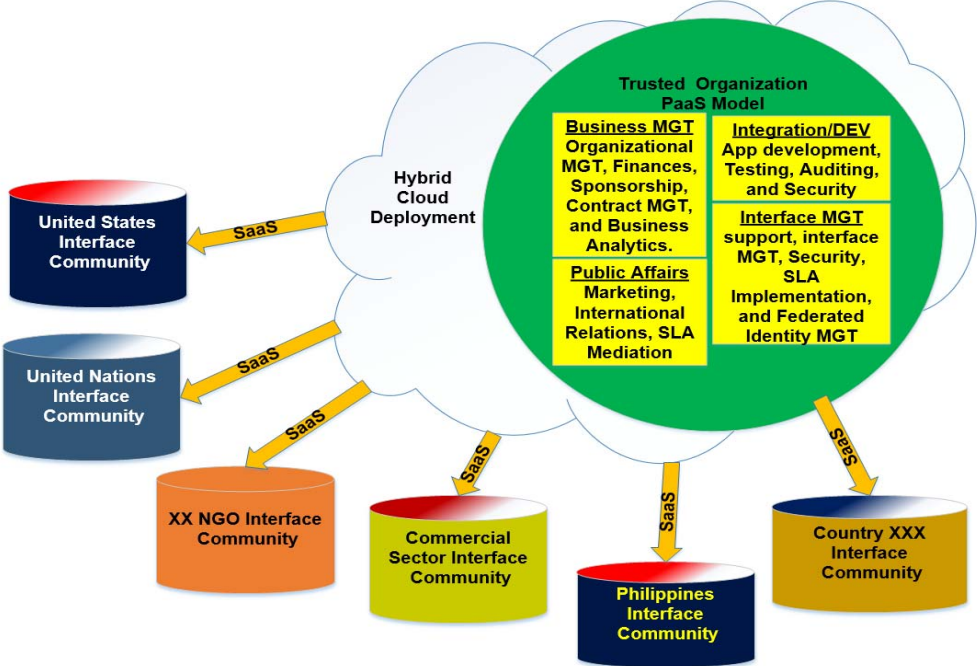 Trusted Organization
PaaS Model
Business MGT
Organizational
MGT, Finances,
Sponsorship,
Contract MGT,
and Business
Analytics.
Integration/DEV
App development,
Testing, Auditing,
and Security
Public Affairs
Marketing,
International
Relations, SLA
Mediation
Interface MGT
support, interface
MGT, Security,
SLA
Implementation,
and Federated
Identity MGT
Hybrid
Cloud
Deployment
SaaS
United States
Interface
Community
SaaS
United Nations
Interface
Community
SaaS
XX NGO Interface
Community
SaaS
Commercial
Sector Interface
Community
SaaS
Philippines
Interface
Community
SaaS
Country XXX
Interface
Community